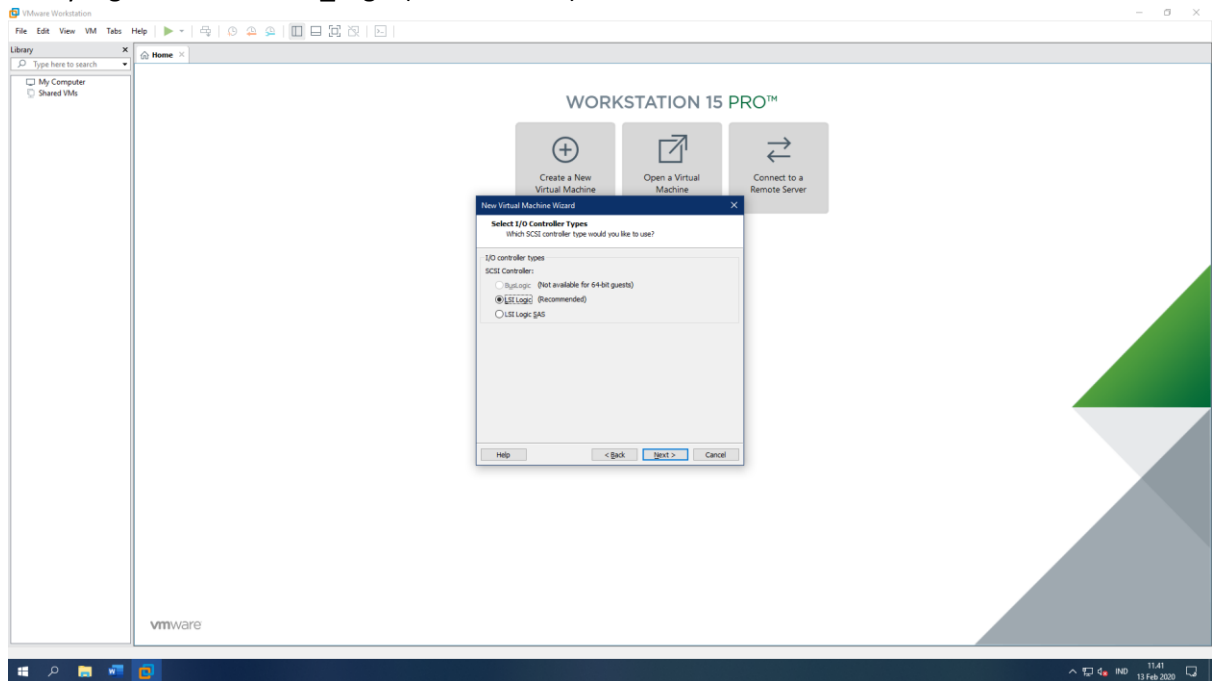 VMware Workstation
File Edit View VM Tabs Help
Library
Type here to search
My Computer
Shared VMs
Home
WORKSTATION 15 PRO™
Create a New
Virtual Machine
Open a Virtual
Machine
Connect to a
Remote Server
New Virtual Machine Wizard
Select I/O Controller Types
Which SCSI controller type would you like to use?
I/O controller types
SCSI Controller:
BusLogic (Not available for 64-bit guests)
LSI Logic (Recommended)
LSI Logic SAS
Help < Back Next > Cancel
vmware
IND 11.41
13 Feb 2020